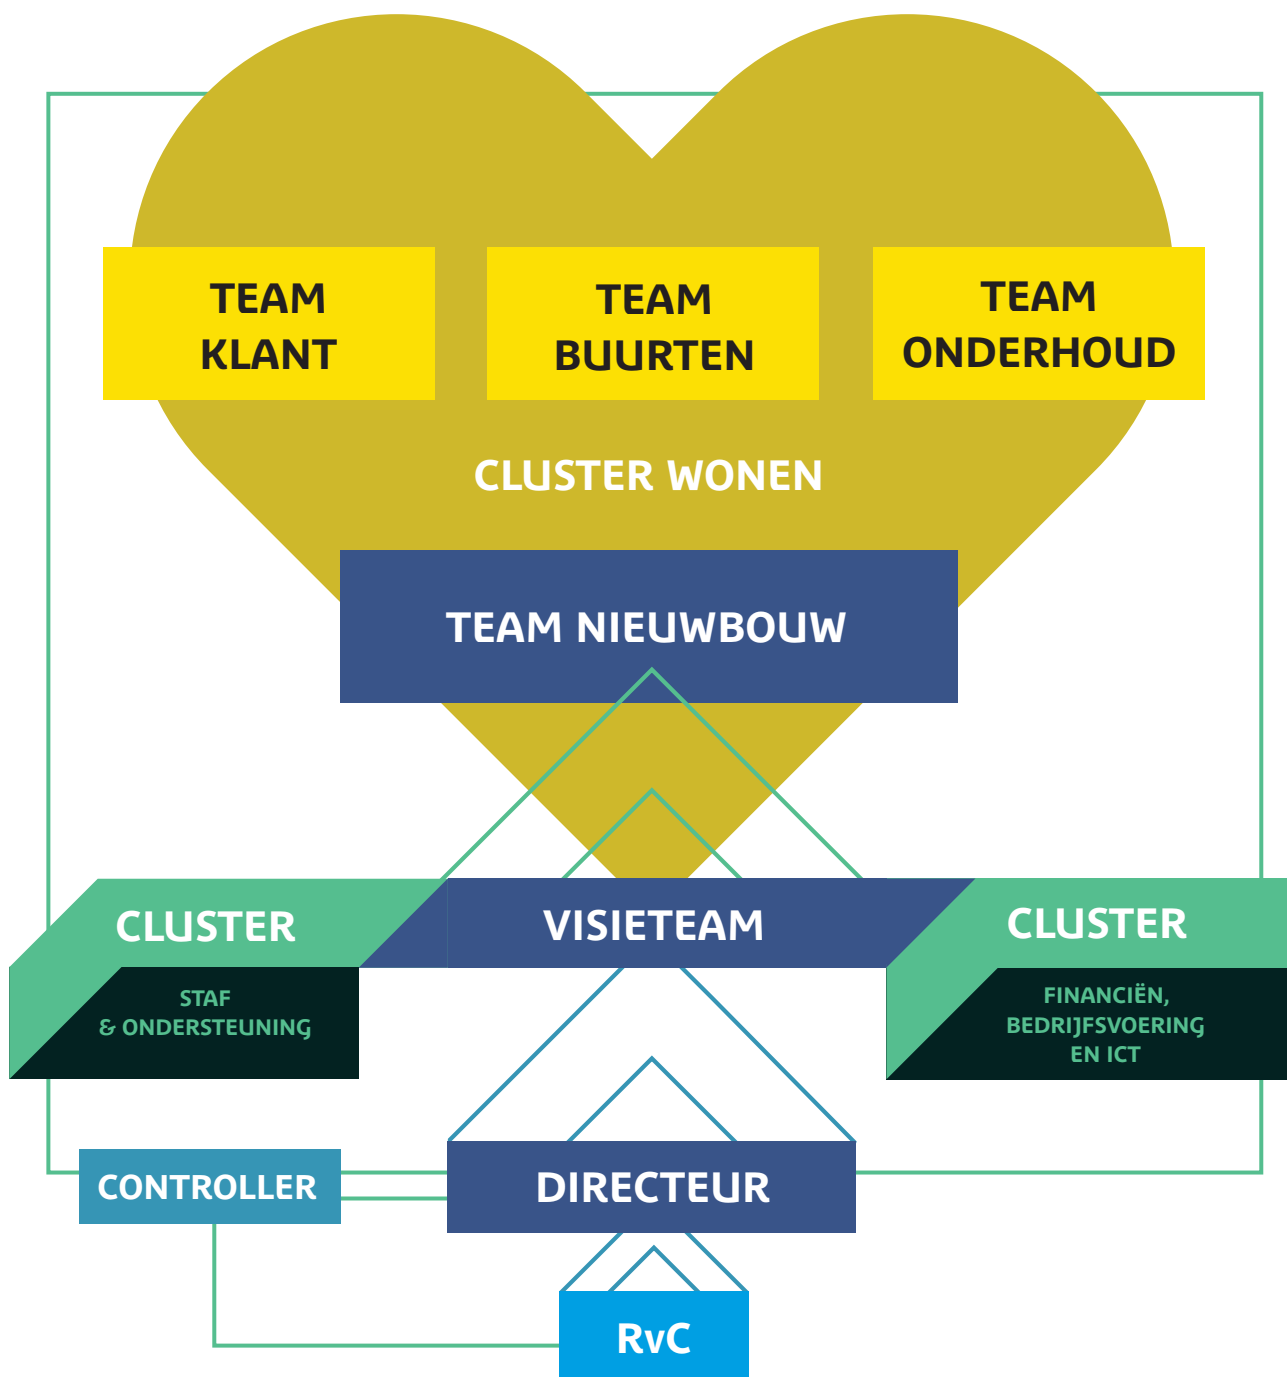 TEAM
KLANT
TEAM
BUURTEN
TEAM
ONDERHOUD
CLUSTER WONEN
TEAM NIEUWBOUW
CLUSTER
STAF
& ONDERSTEUNING
VISIETEAM
CLUSTER
FINANCIËN,
BEDRIJFSVOERING
EN ICT
CONTROLLER
DIRECTEUR
RvC